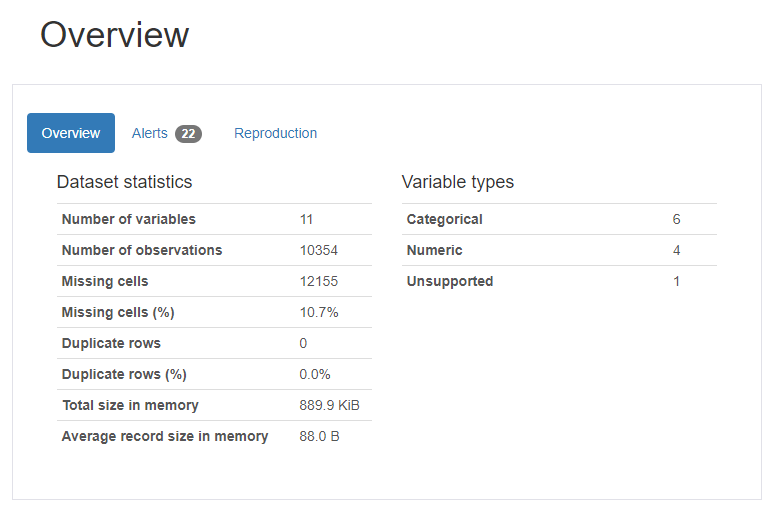 Overview
Overview Alerts 22 Reproduction
Dataset statistics
Number of variables 11
Number of observations 10354
Missing cells 12155
Missing cells (%) 10.7%
Duplicate rows 0
Duplicate rows (%) 0.0%
Total size in memory 889.9 KiB
Average record size in memory 88.0 B
Variable types
Categorical 6
Numeric 4
Unsupported 1